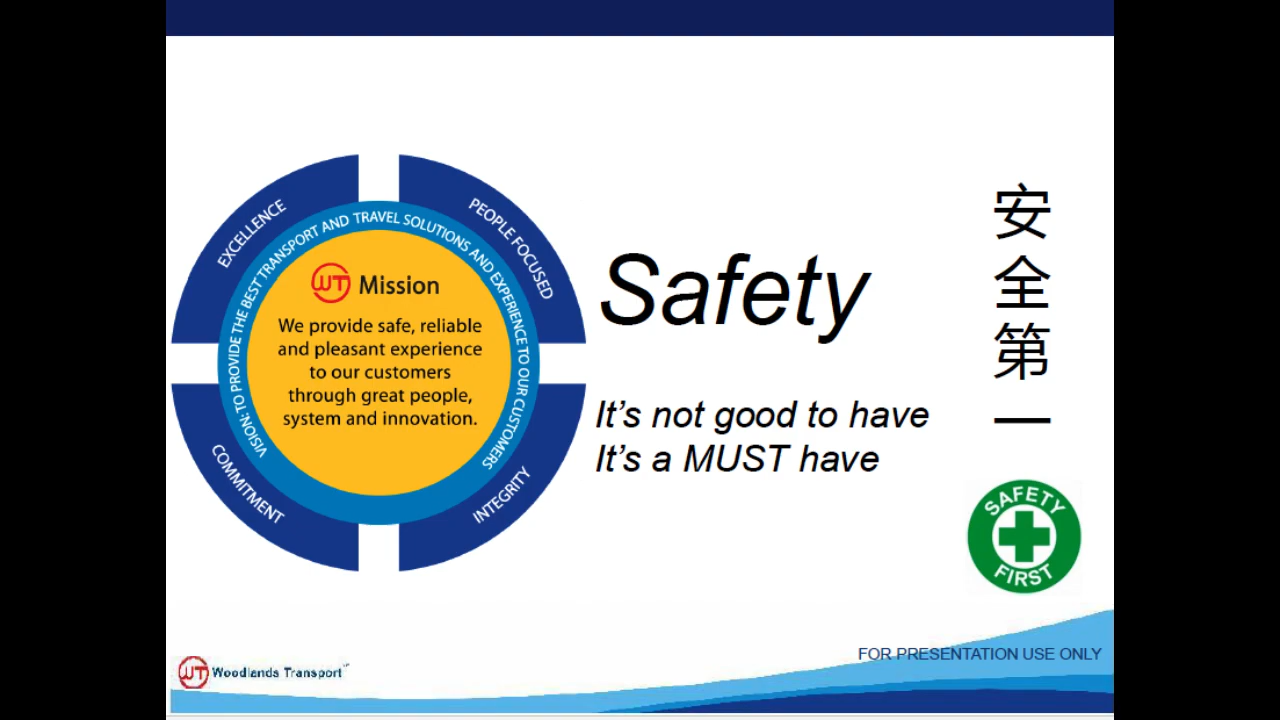 EXCELLENCE
PEOPLE FOCUSED
COMMITMENT
INTEGRITY
VISION: TO PROVIDE THE BEST TRANSPORT AND TRAVEL SOLUTIONS AND EXPERIENCE TO OUR CUSTOMERS
WT Mission
We provide safe, reliable
and pleasant experience
to our customers
through great people,
system and innovation.
Safety
It’s not good to have
It’s a MUST have
安
全
第
一
SAFETY
FIRST
WT Woodlands Transport
FOR PRESENTATION USE ONLY